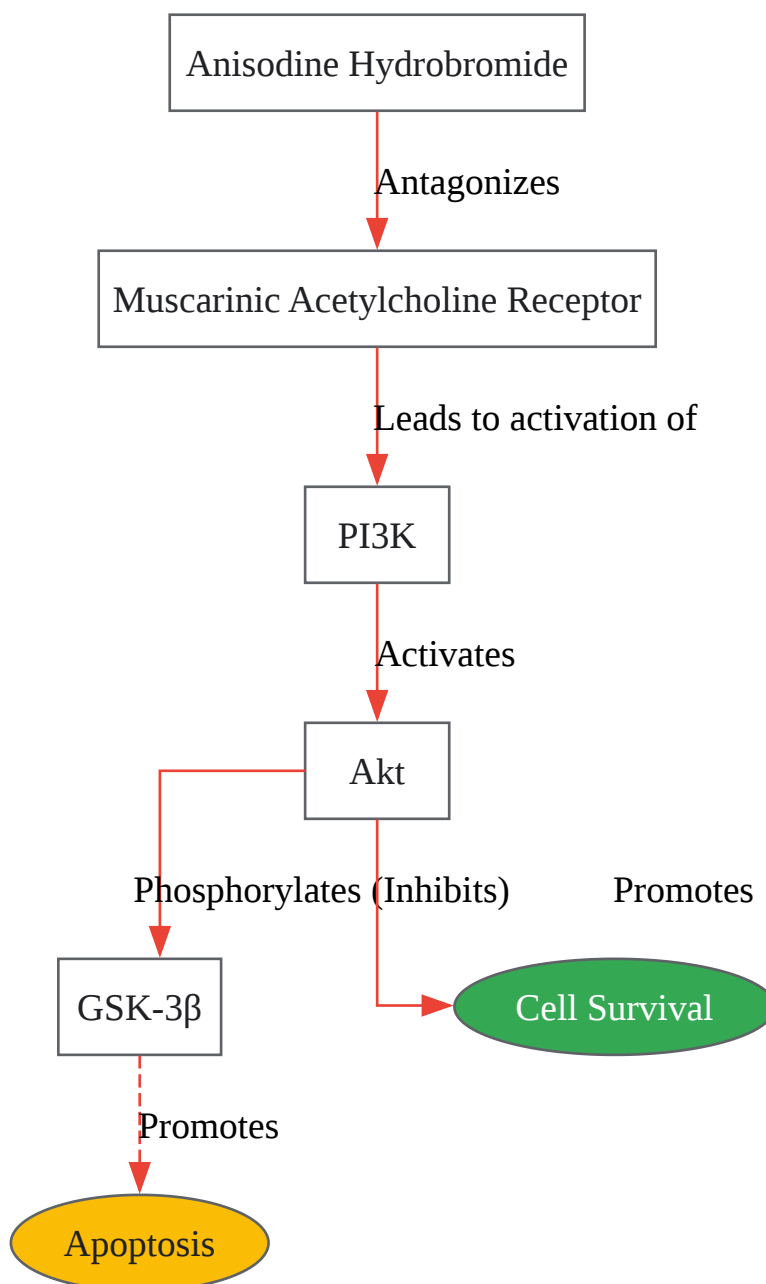 Anisodine Hydrobromide
Antagonizes
Muscarinic Acetylcholine Receptor
Leads to activation of
PI3K
Activates
Akt
Phosphorylates (Inhibits)
Promotes
GSK-3β
Cell Survival
Promotes
Apoptosis